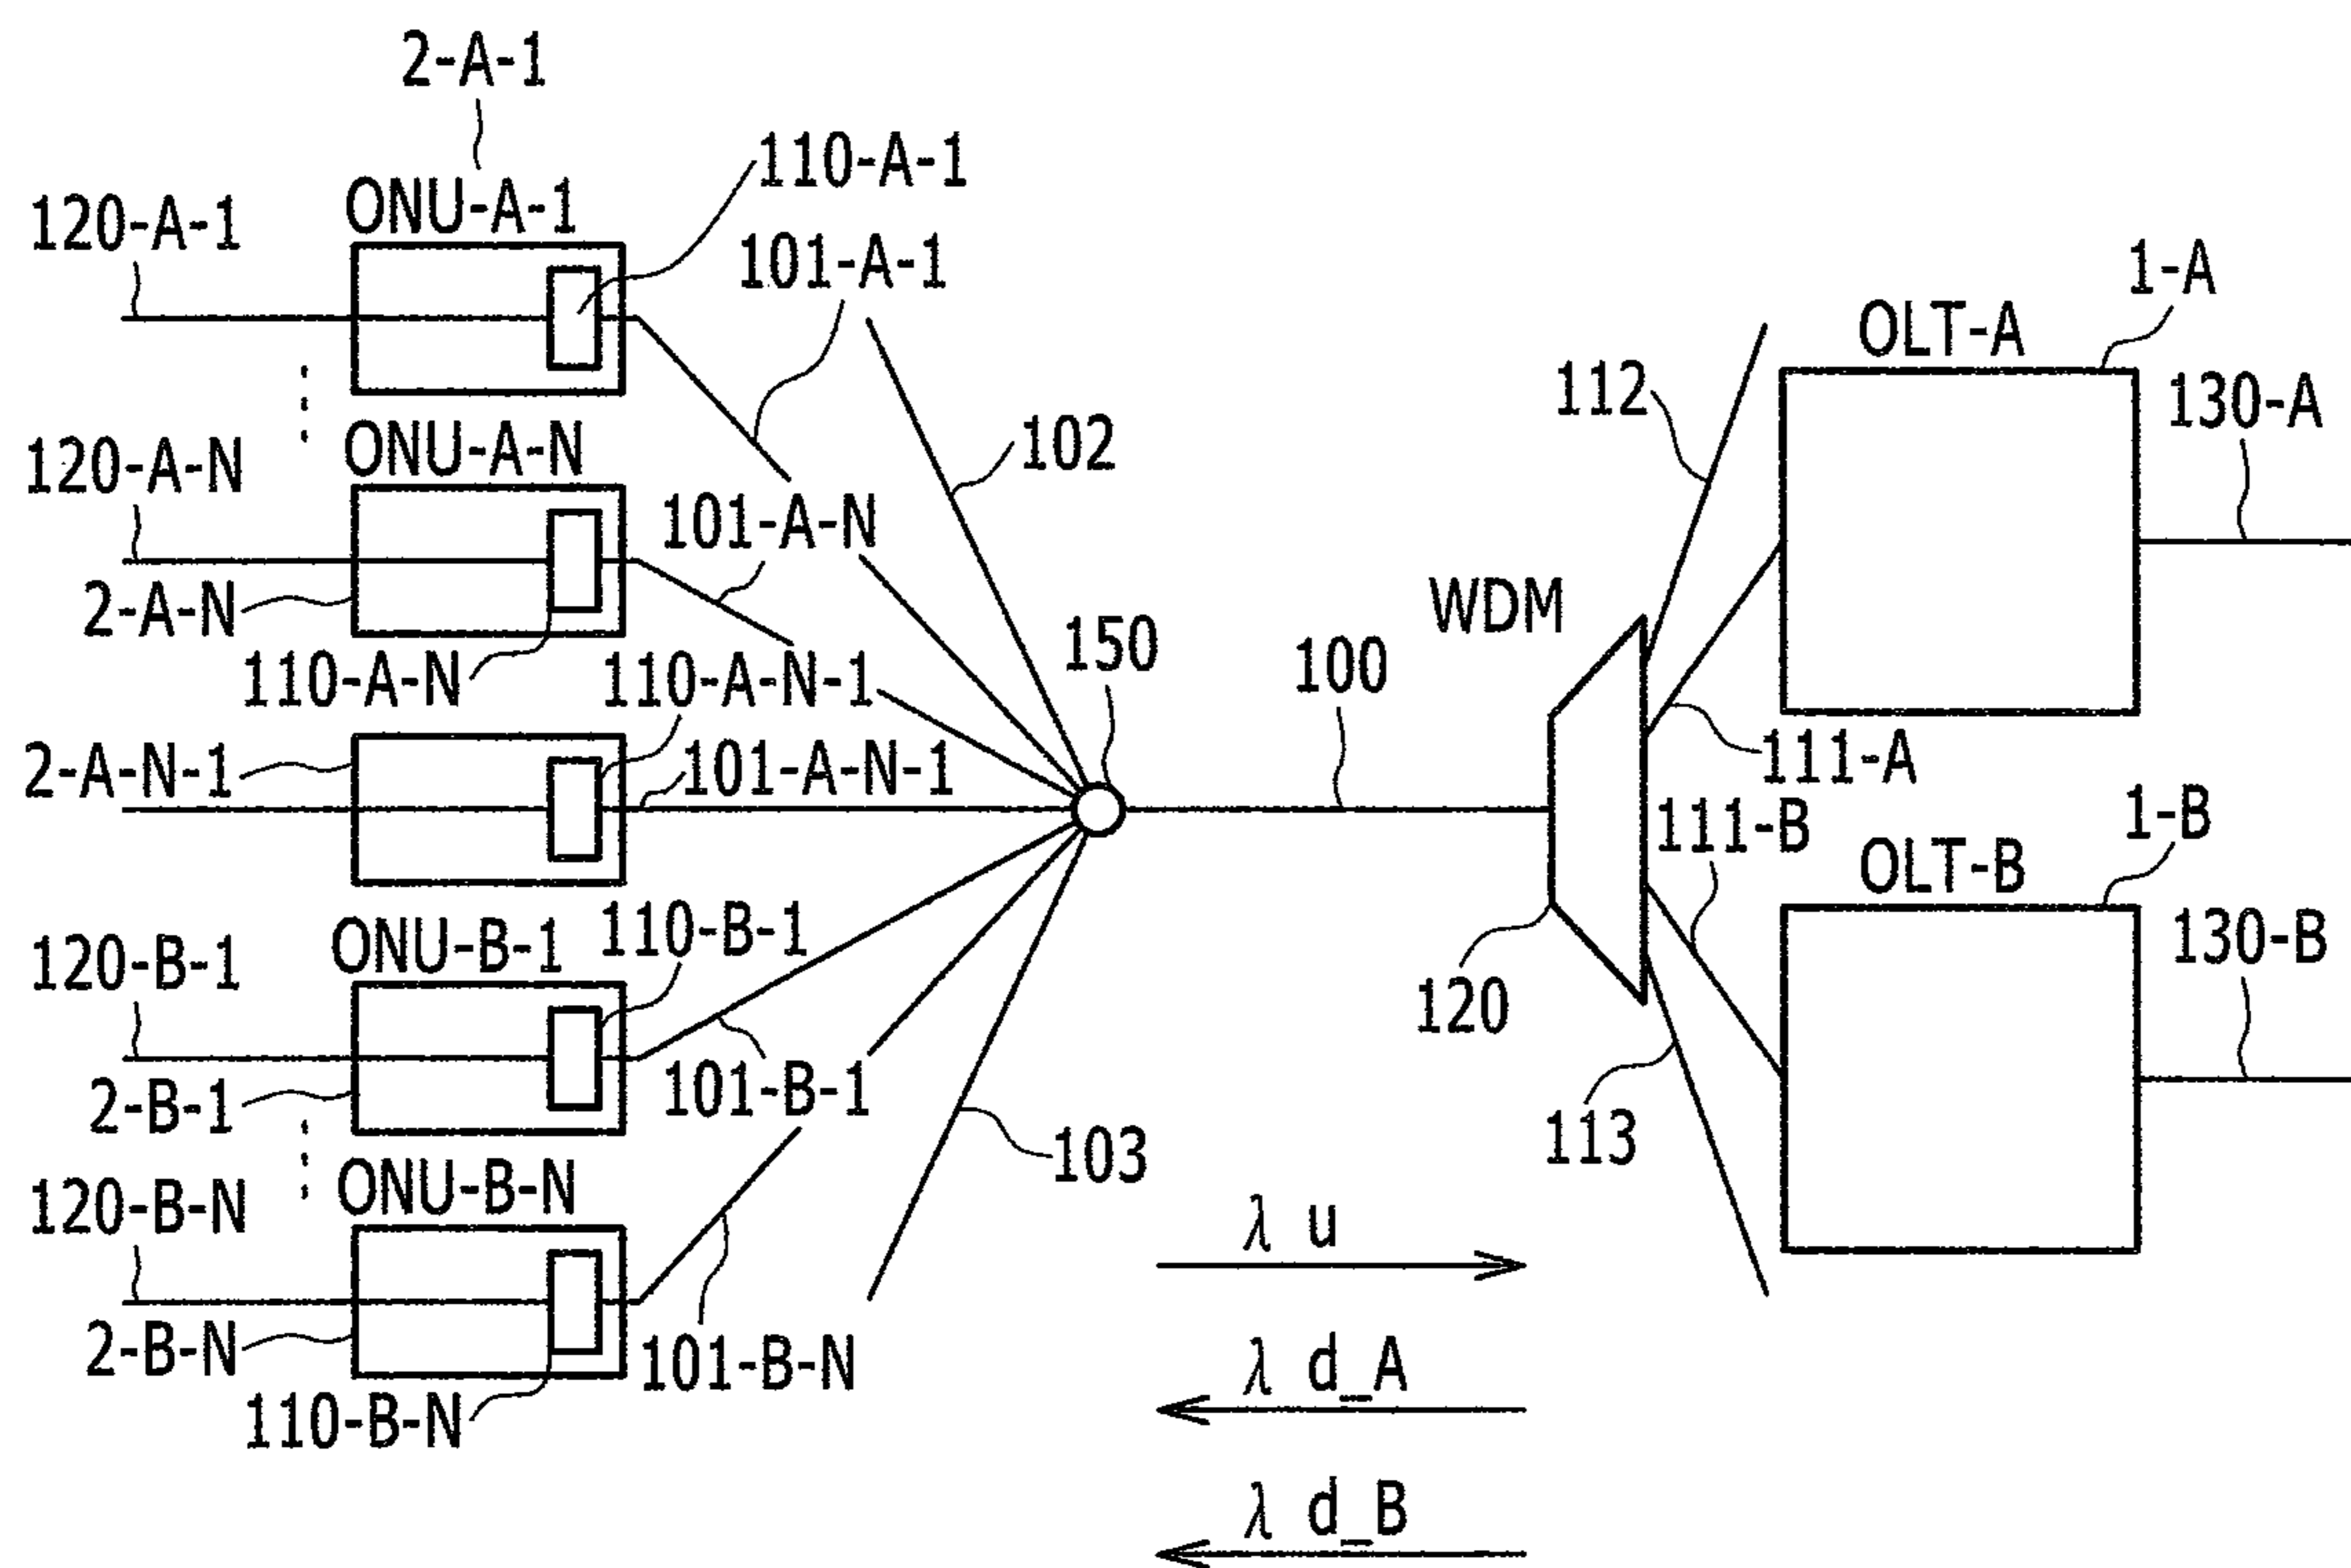 2-A-1
110-A-1
120-A-1
ONU-A-1
101-A-1
1-A
OLT-A
112
130-A
102
ONU-A-N
120-A-N
101-A-N
WDM
2-A-N
150
100
110-A-N
110-A-N-1
2-A-N-1
101-A-N-1
111-A
111-B
1-B
OLT-B
110-B-1
ONU-B-1
120-B-1
130-B
120
101-B-1
2-B-1
113
103
ONU-B-N
120-B-N
λ u
2-B-N
101-B-N
λ d_A
110-B-N
λ d_B